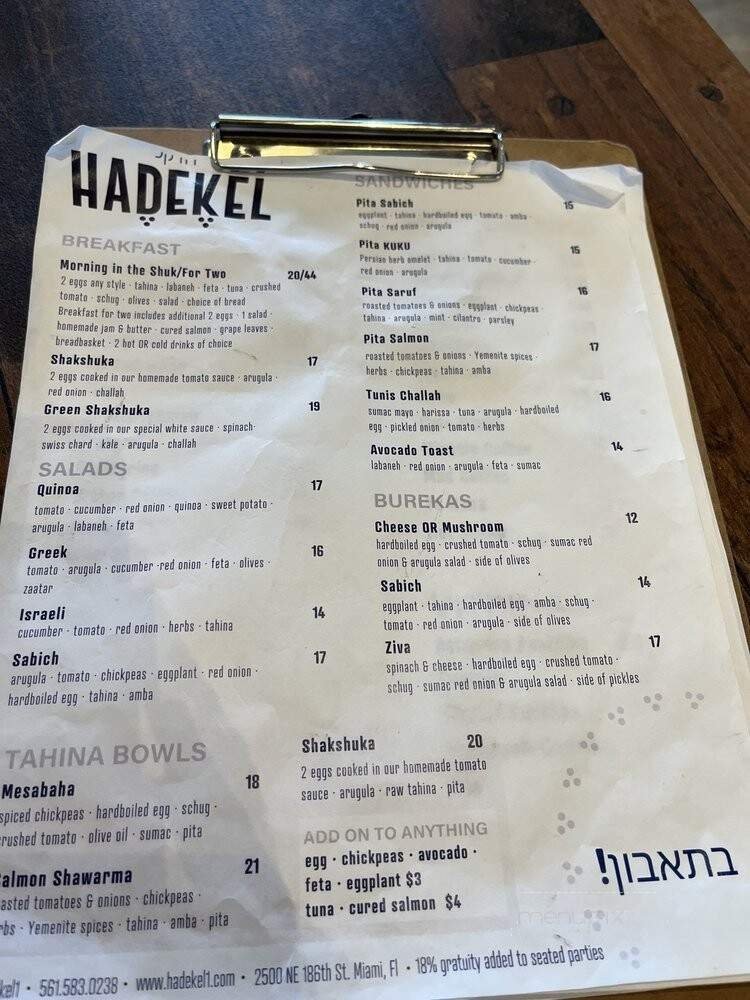 HADEKEL
BREAKFAST
Morning in the Shuk/For Two 20/44
2 eggs any style · tahina · labaneh · feta · tuna · crushed
tomato · schug · olives · salad · choice of bread
Breakfast for two includes additional 2 eggs · 1 salad ·
homemade jam & butter · cured salmon · grape leaves ·
breadbasket · 2 hot OR cold drinks of choice
Shakshuka 17
2 eggs cooked in our homemade tomato sauce · arugula ·
red onion · challah
Green Shakshuka 19
2 eggs cooked in our special white sauce · spinach·
swiss chard · kale · arugula · challah
SALADS
Quinoa 17
tomato · cucumber · red onion · quinoa · sweet potato ·
arugula · labaneh · feta
Greek 16
tomato · arugula · cucumber ·red onion · feta · olives ·
zaatar
Israeli 14
cucumber · tomato · red onion · herbs · tahina
Sabich 17
arugula · tomato · chickpeas · eggplant · red onion ·
hardboiled egg · tahina · amba
SANDWICHES
Pita Sabich 15
eggplant · tahina · hardboiled egg · tomato · amba ·
schug · red onion · arugula
Pita KUKU 15
Persian herb omelet · tahina · tomato · cucumber ·
red onion · arugula
Pita Saruf 16
roasted tomatoes & onions · eggplant · chickpeas ·
tahina · arugula · mint · cilantro · parsley
Pita Salmon 17
roasted tomatoes & onions · Yemenite spices ·
herbs · chickpeas · tahina · amba
Tunis Challah 16
sumac mayo · harissa · tuna · arugula · hardboiled
egg · pickled onion · tomato · herbs
Avocado Toast 14
labaneh · red onion · arugula · feta · sumac
BUREKAS
Cheese OR Mushroom 12
hardboiled egg · crushed tomato · schug · sumac red
onion & arugula salad · side of olives
Sabich 14
eggplant · tahina · hardboiled egg · amba · schug ·
tomato · red onion · arugula · side of olives
Ziva 17
spinach & cheese · hardboiled egg · crushed tomato ·
schug · sumac red onion & arugula salad · side of pickles
TAHINA BOWLS
Mesabaha 18
spiced chickpeas · hardboiled egg · schug ·
crushed tomato · olive oil · sumac · pita
Salmon Shawarma 21
asted tomatoes & onions · chickpeas ·
rbs · Yemenite spices · tahina · amba · pita
Shakshuka 20
2 eggs cooked in our homemade tomato
sauce · arugula · raw tahina · pita
ADD ON TO ANYTHING
egg · chickpeas · avocado ·
feta · eggplant $3
tuna · cured salmon $4
בתאבון!
menupix
kel1 · 561.583.0238 · www.hadekel1.com · 2500 NE 186th St. Miami, Fl · 18% gratuity added to seated parties